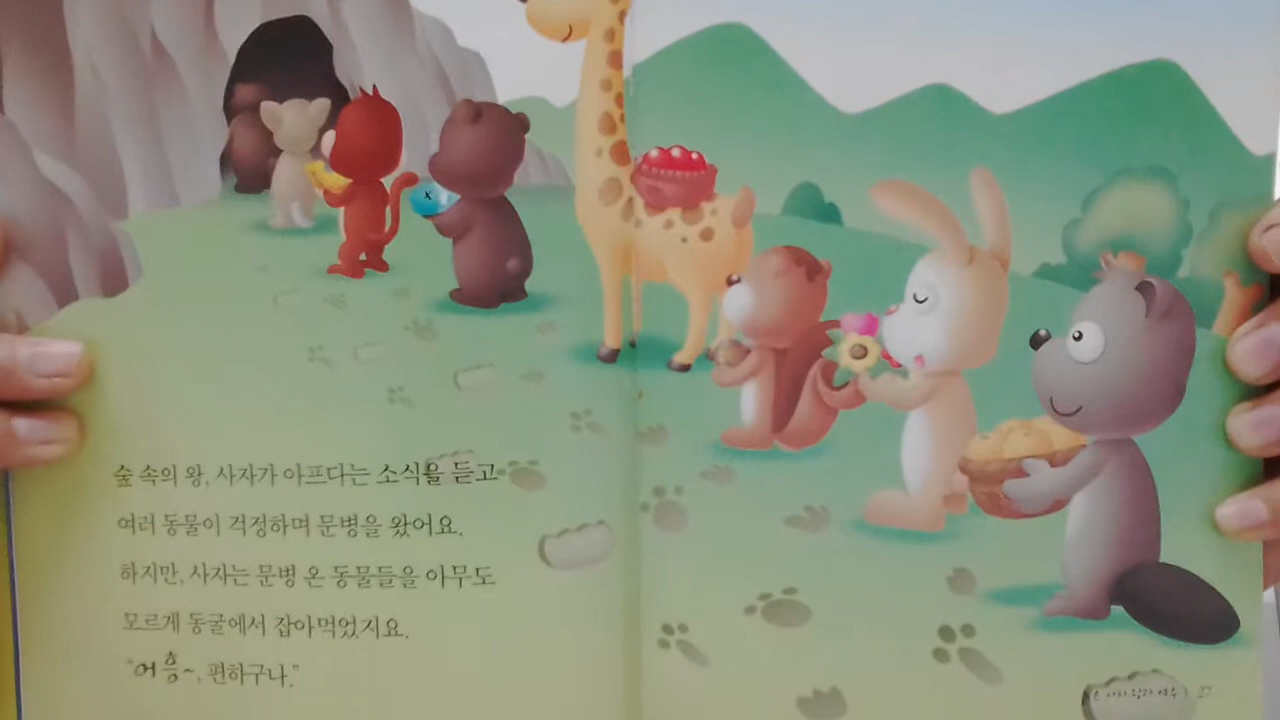 숲 속의 왕, 사자가 아프다는 소식을 듣고
여러 동물이 걱정하며 문병을 왔어요.
하지만, 사자는 문병 온 동물들을 아무도
모르게 동굴에서 잡아먹었지요.
"어흥~, 편하구나."
27